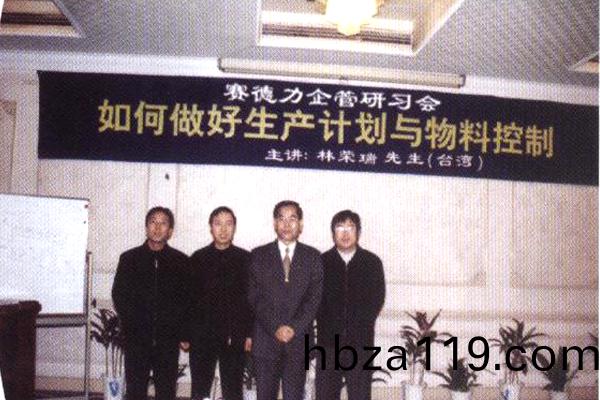 赛德力企管研习会
如何做好生产计划与物料控制
主讲: 林荣瑞 先生(台湾)
hbza119.com